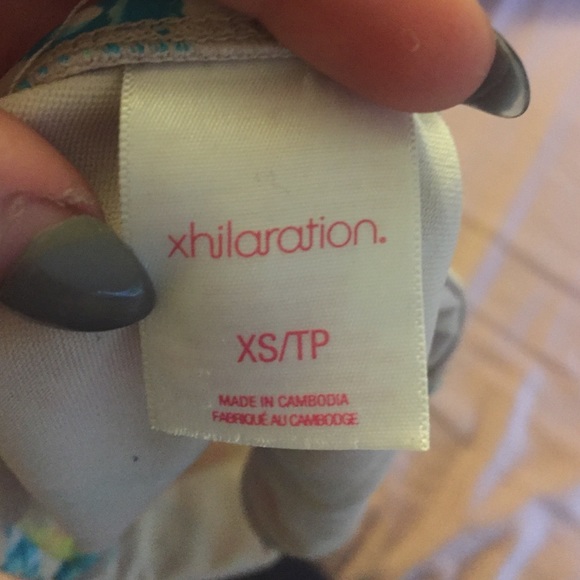 xhilaration.
XS/TP
MADE IN CAMBODIA
FABRIQUÉ AU CAMBODGE